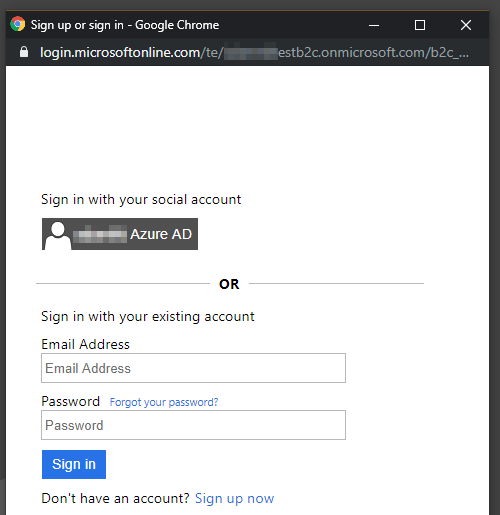 Sign up or sign in - Google Chrome
login.microsoftonline.com/te/ estb2c.onmicrosoft.com/b2c_...
Sign in with your social account
Azure AD
OR
Sign in with your existing account
Email Address
Email Address
Password Forgot your password?
Password
Sign in
Don't have an account? Sign up now